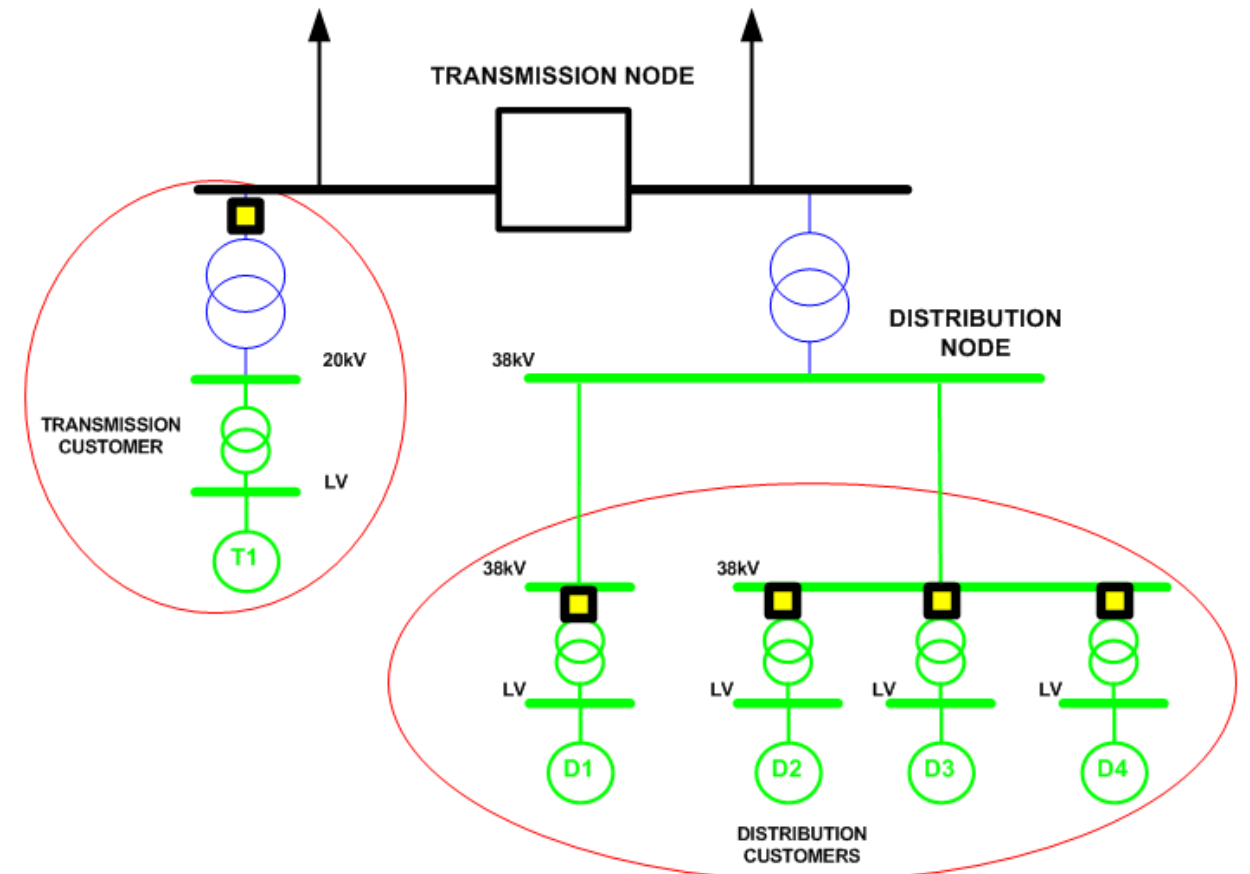 TRANSMISSION NODE
DISTRIBUTION
NODE
20kV
38kV
TRANSMISSION
CUSTOMER
LV
T1
38kV
38kV
LV
LV
LV
LV
D1
D2
D3
D4
DISTRIBUTION
CUSTOMERS